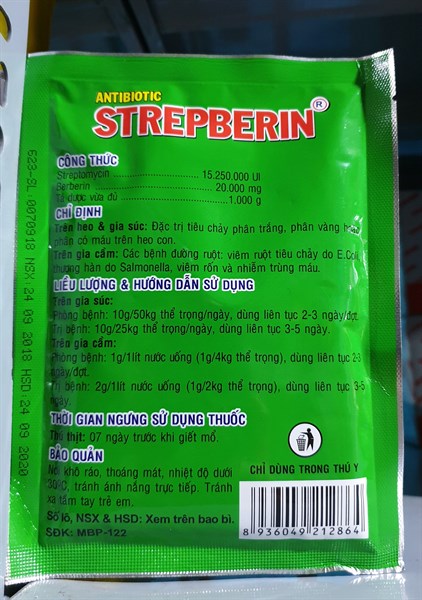 ANTIBIOTIC
STREPBERIN®
CÔNG THỨC
Streptomycin 15.250.000 UI
Berberin 20.000 mg
Tá dược vừa đủ 1.000 g
CHỈ ĐỊNH
Trên heo & gia súc: Đặc trị tiêu chảy phân trắng, phân vàng
phân có máu trên heo con.
Trên gia cầm: Các bệnh đường ruột: viêm ruột tiêu chảy do E.Coli,
thương hàn do Salmonella, viêm rốn và nhiễm trùng máu.
LIỀU LƯỢNG & HƯỚNG DẪN SỬ DỤNG
Trên gia súc:
Phòng bệnh: 10g/50kg thể trọng/ngày, dùng liên tục 2-3 ngày/đợt.
Trị bệnh: 10g/25kg thể trọng/ngày, dùng liên tục 3-5 ngày.
Trên gia cầm:
Phòng bệnh: 1g/1lít nước uống (1g/4kg thể trọng), dùng liên tục 2-3
ngày/đợt.
Trị bệnh: 2g/1lít nước uống (1g/2kg thể trọng), dùng liên tục 3-5
ngày.
THỜI GIAN NGƯNG SỬ DỤNG THUỐC
Thú thịt: 07 ngày trước khi giết mổ.
BẢO QUẢN
Nơi khô ráo, thoáng mát, nhiệt độ dưới
30°C, tránh ánh nắng trực tiếp. Tránh
xa tầm tay trẻ em.
Số lô, NSX & HSD: Xem trên bao bì.
SĐK: MBP-122
CHỈ DÙNG TRONG THÚ Y
8 936049 212864
623-SL 0070918 NSX:24 09 2018 HSD:24 09 2020